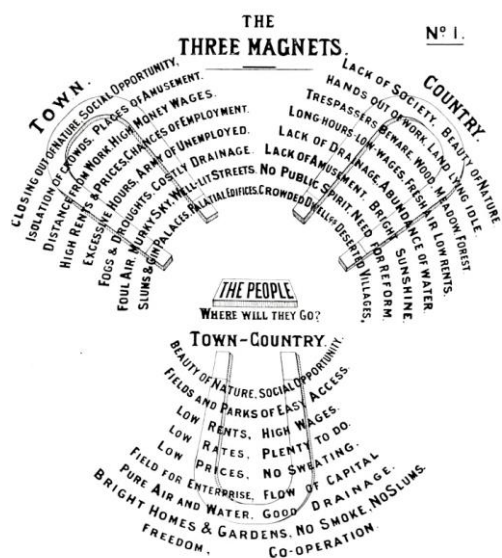 THE
THREE MAGNETS.
Nº 1.
TOWN.
CLOSING OUT OF NATURE. SOCIAL OPPORTUNITY.
ISOLATION OF CROWDS. PLACES OF AMUSEMENT.
DISTANCE FROM WORK. HIGH MONEY WAGES.
HIGH RENTS & PRICES. CHANCES OF EMPLOYMENT.
EXCESSIVE HOURS. ARMY OF UNEMPLOYED.
FOGS & DROUGHTS. COSTLY DRAINAGE.
FOUL AIR. MURKY SKY. WELL-LIT STREETS.
SLUMS & GIN PALACES. PALATIAL EDIFICES.
COUNTRY.
LACK OF SOCIETY. BEAUTY OF NATURE.
HANDS OUT OF WORK. LAND LYING IDLE.
TRESPASSERS BEWARE. WOOD, MEADOW, FOREST
LONG HOURS-LOW-WAGES. FRESH AIR. LOW RENTS.
LACK OF DRAINAGE. ABUNDANCE OF WATER.
LACK OF AMUSEMENT. BRIGHT SUNSHINE.
NO PUBLIC SPIRIT. NEED FOR REFORM.
CROWDED DWELLGS DESERTED VILLAGES,
THE PEOPLE
WHERE WILL THEY GO?
TOWN-COUNTRY.
BEAUTY OF NATURE. SOCIAL OPPORTUNITY.
FIELDS AND PARKS OF EASY ACCESS.
LOW RENTS, HIGH WAGES.
LOW RATES, PLENTY TO DO.
LOW PRICES, NO SWEATING.
FIELD FOR ENTERPRISE, FLOW OF CAPITAL
PURE AIR AND WATER, GOOD DRAINAGE.
BRIGHT HOMES & GARDENS, NO SMOKE, NO SLUMS.
FREEDOM, CO-OPERATION.